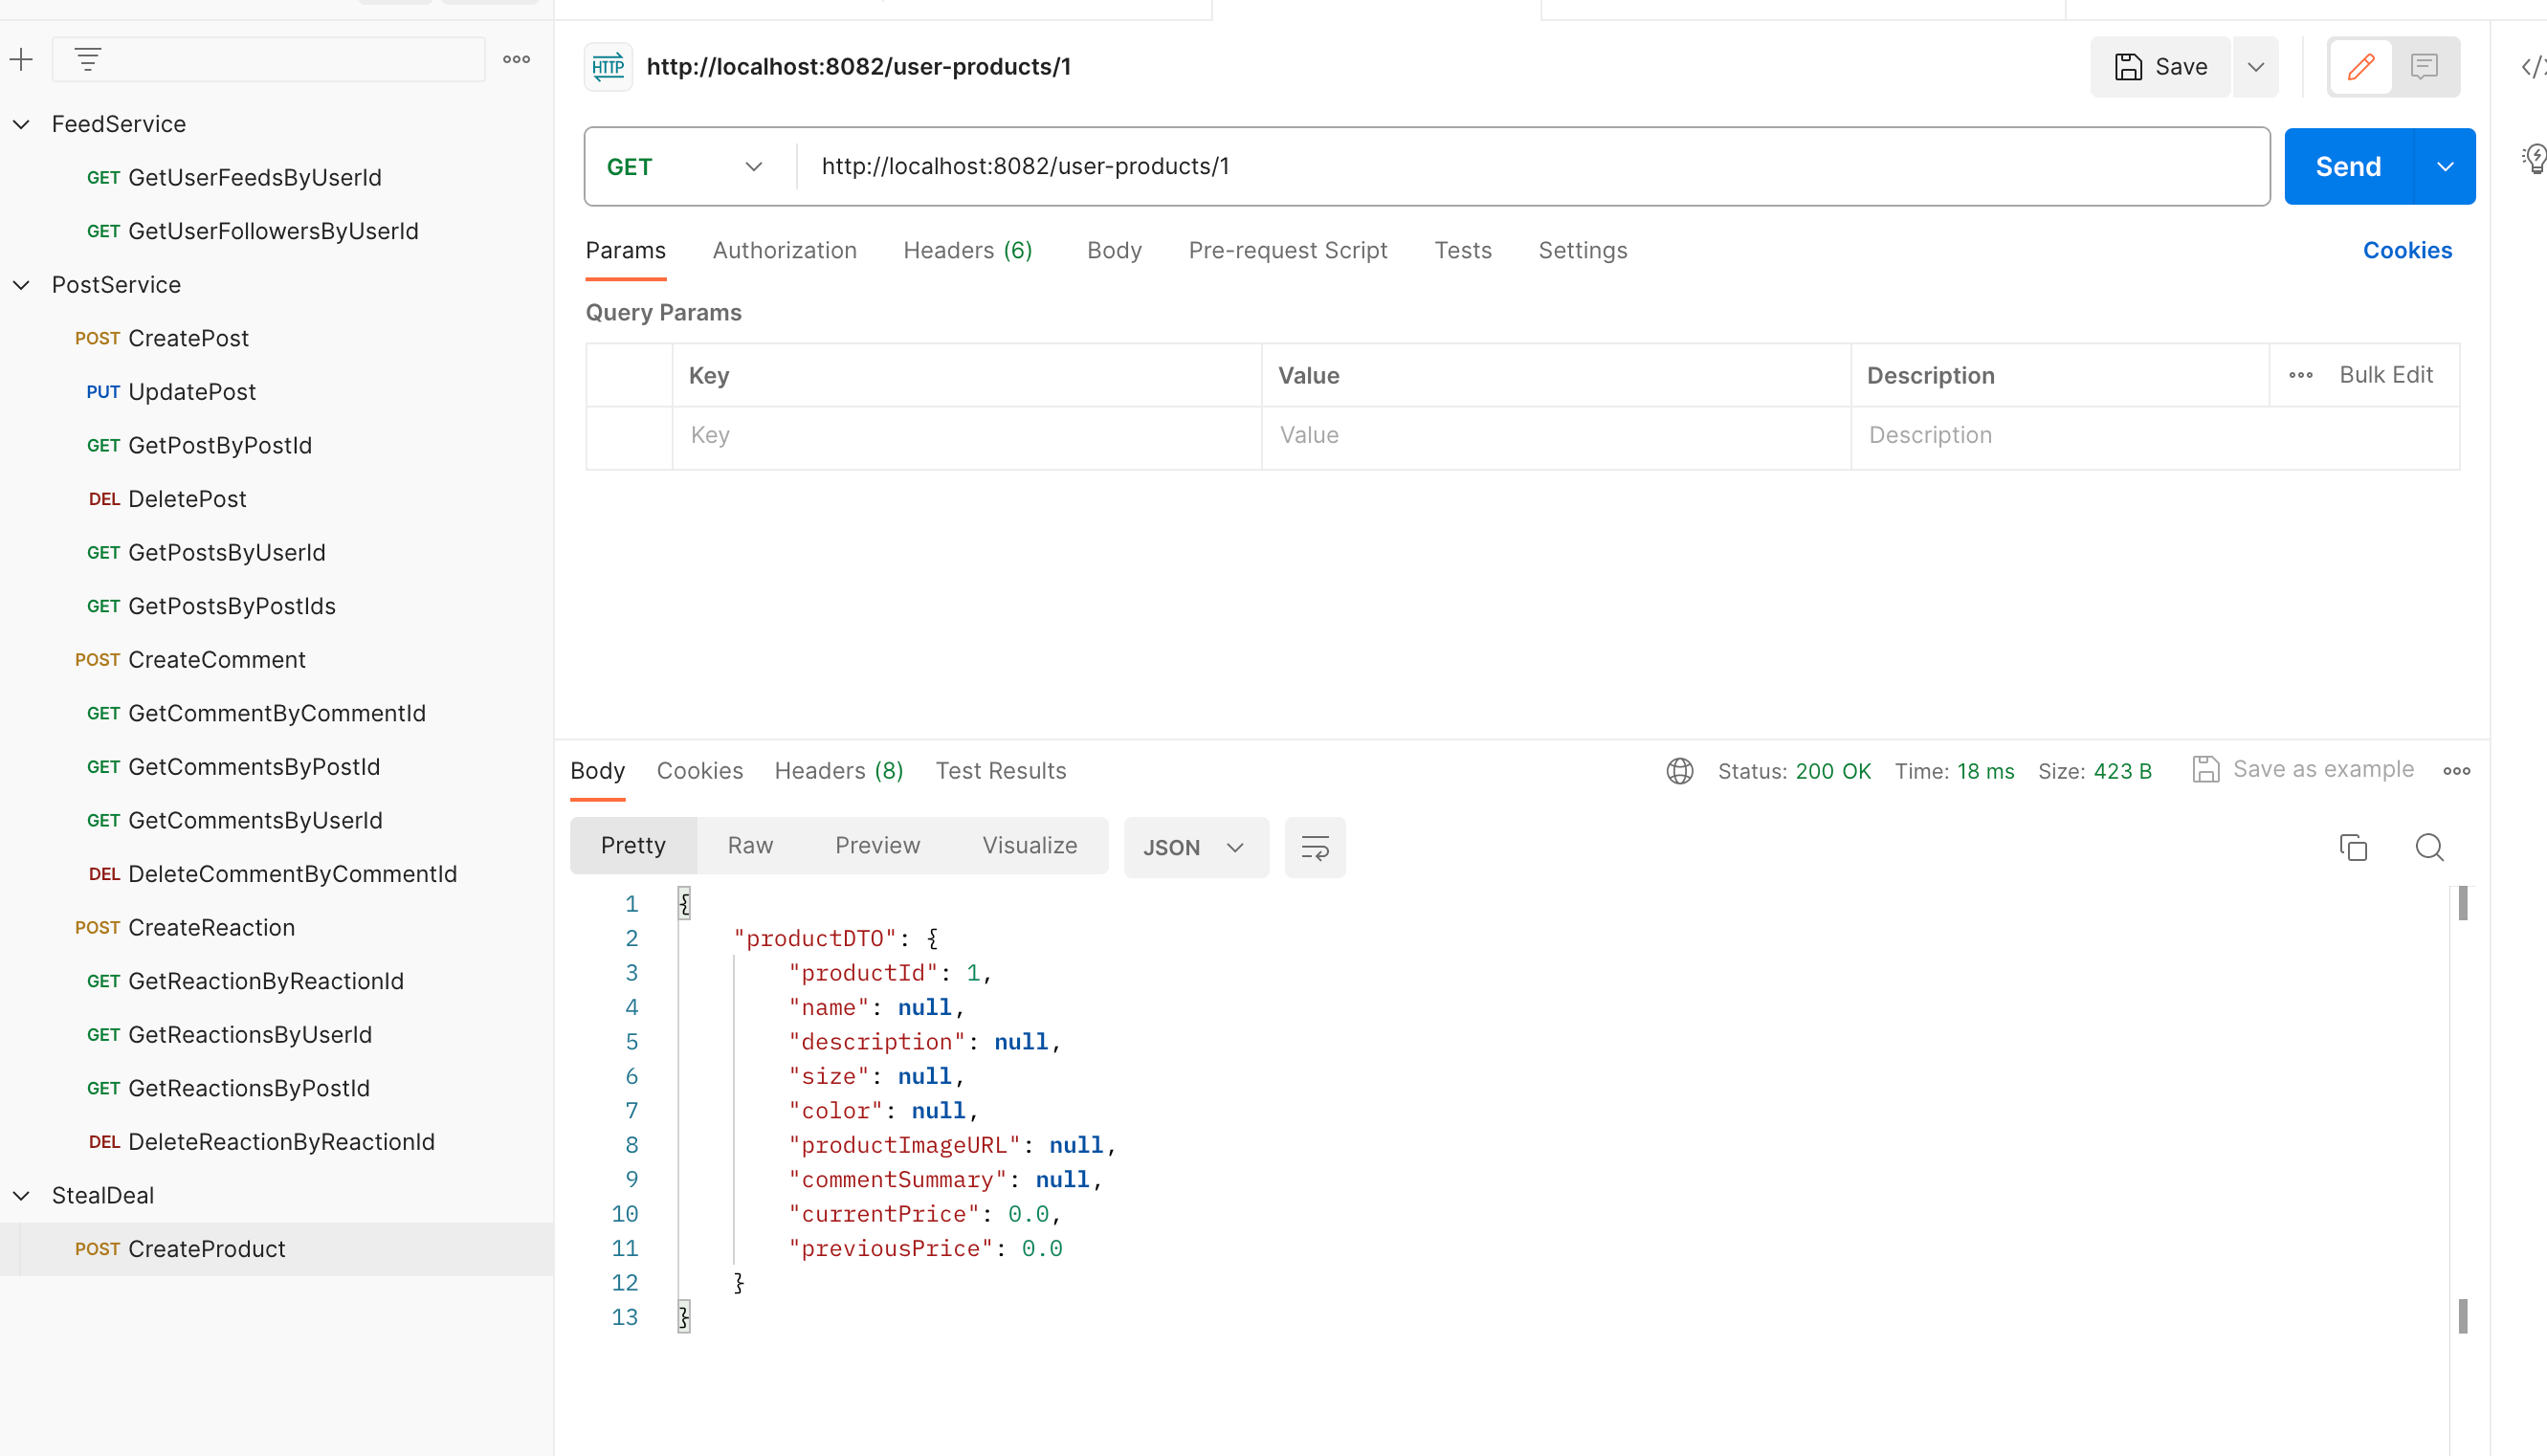 FeedService
GET GetUserFeedsByUserId
GET GetUserFollowersByUserId
PostService
POST CreatePost
PUT UpdatePost
GET GetPostByPostId
DEL DeletePost
GET GetPostsByUserId
GET GetPostsByPostIds
POST CreateComment
GET GetCommentByCommentId
GET GetCommentsByPostId
GET GetCommentsByUserId
DEL DeleteCommentByCommentId
POST CreateReaction
GET GetReactionByReactionId
GET GetReactionsByUserId
GET GetReactionsByPostId
DEL DeleteReactionByReactionId
StealDeal
POST CreateProduct
HTTP http://localhost:8082/user-products/1 Save
GET http://localhost:8082/user-products/1 Send
Params Authorization Headers (6) Body Pre-request Script Tests Settings Cookies
Query Params
Key Value Description Bulk Edit
Key Value Description
Body Cookies Headers (8) Test Results Status: 200 OK Time: 18 ms Size: 423 B Save as example
Pretty Raw Preview Visualize JSON
1 {
2 "productDTO": {
3 "productId": 1,
4 "name": null,
5 "description": null,
6 "size": null,
7 "color": null,
8 "productImageURL": null,
9 "commentSummary": null,
10 "currentPrice": 0.0,
11 "previousPrice": 0.0
12 }
13 }